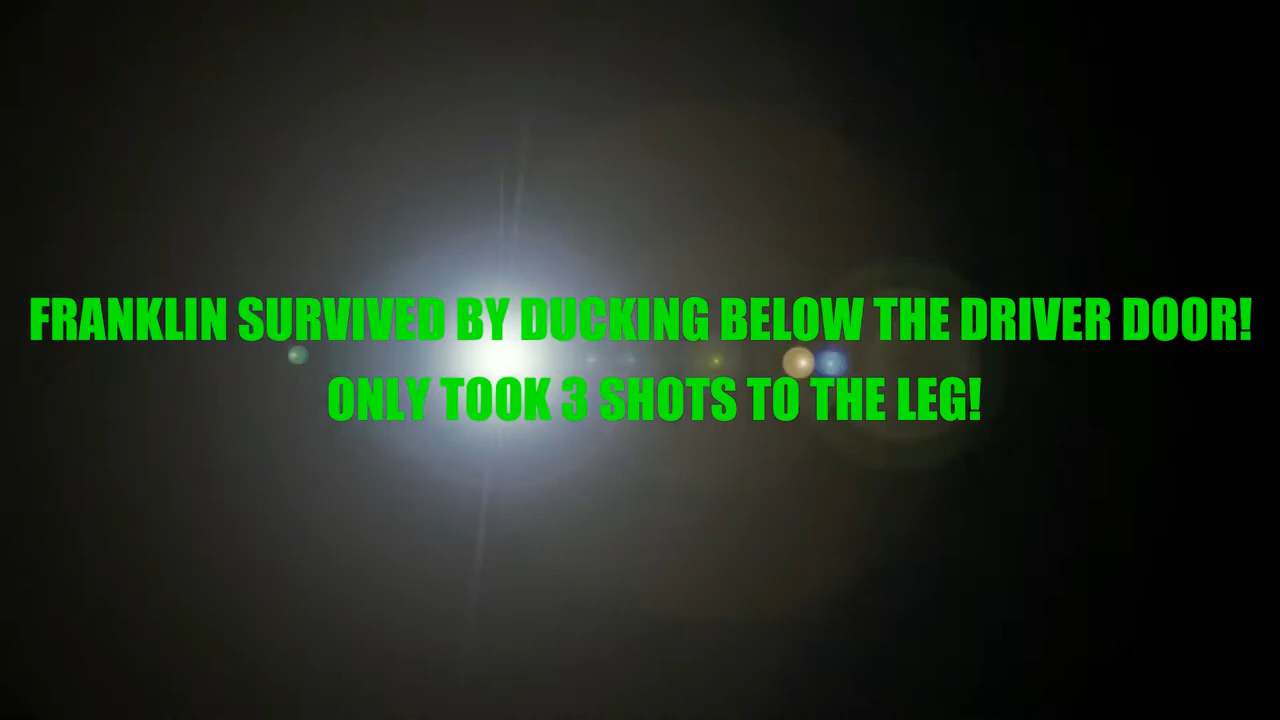 FRANKLIN SURVIVED BY DUCKING BELOW THE DRIVER DOOR!
ONLY TOOK 3 SHOTS TO THE LEG!